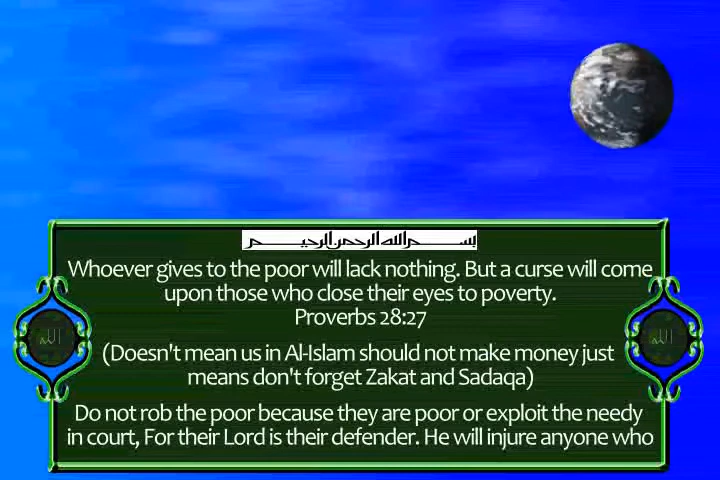 بسم الله الرحمن الرحيم
Whoever gives to the poor will lack nothing. But a curse will come
upon those who close their eyes to poverty.
Proverbs 28:27
(Doesn't mean us in Al-Islam should not make money just
means don't forget Zakat and Sadaqa)
الله
الله
Do not rob the poor because they are poor or exploit the needy
in court, For their Lord is their defender. He will injure anyone who